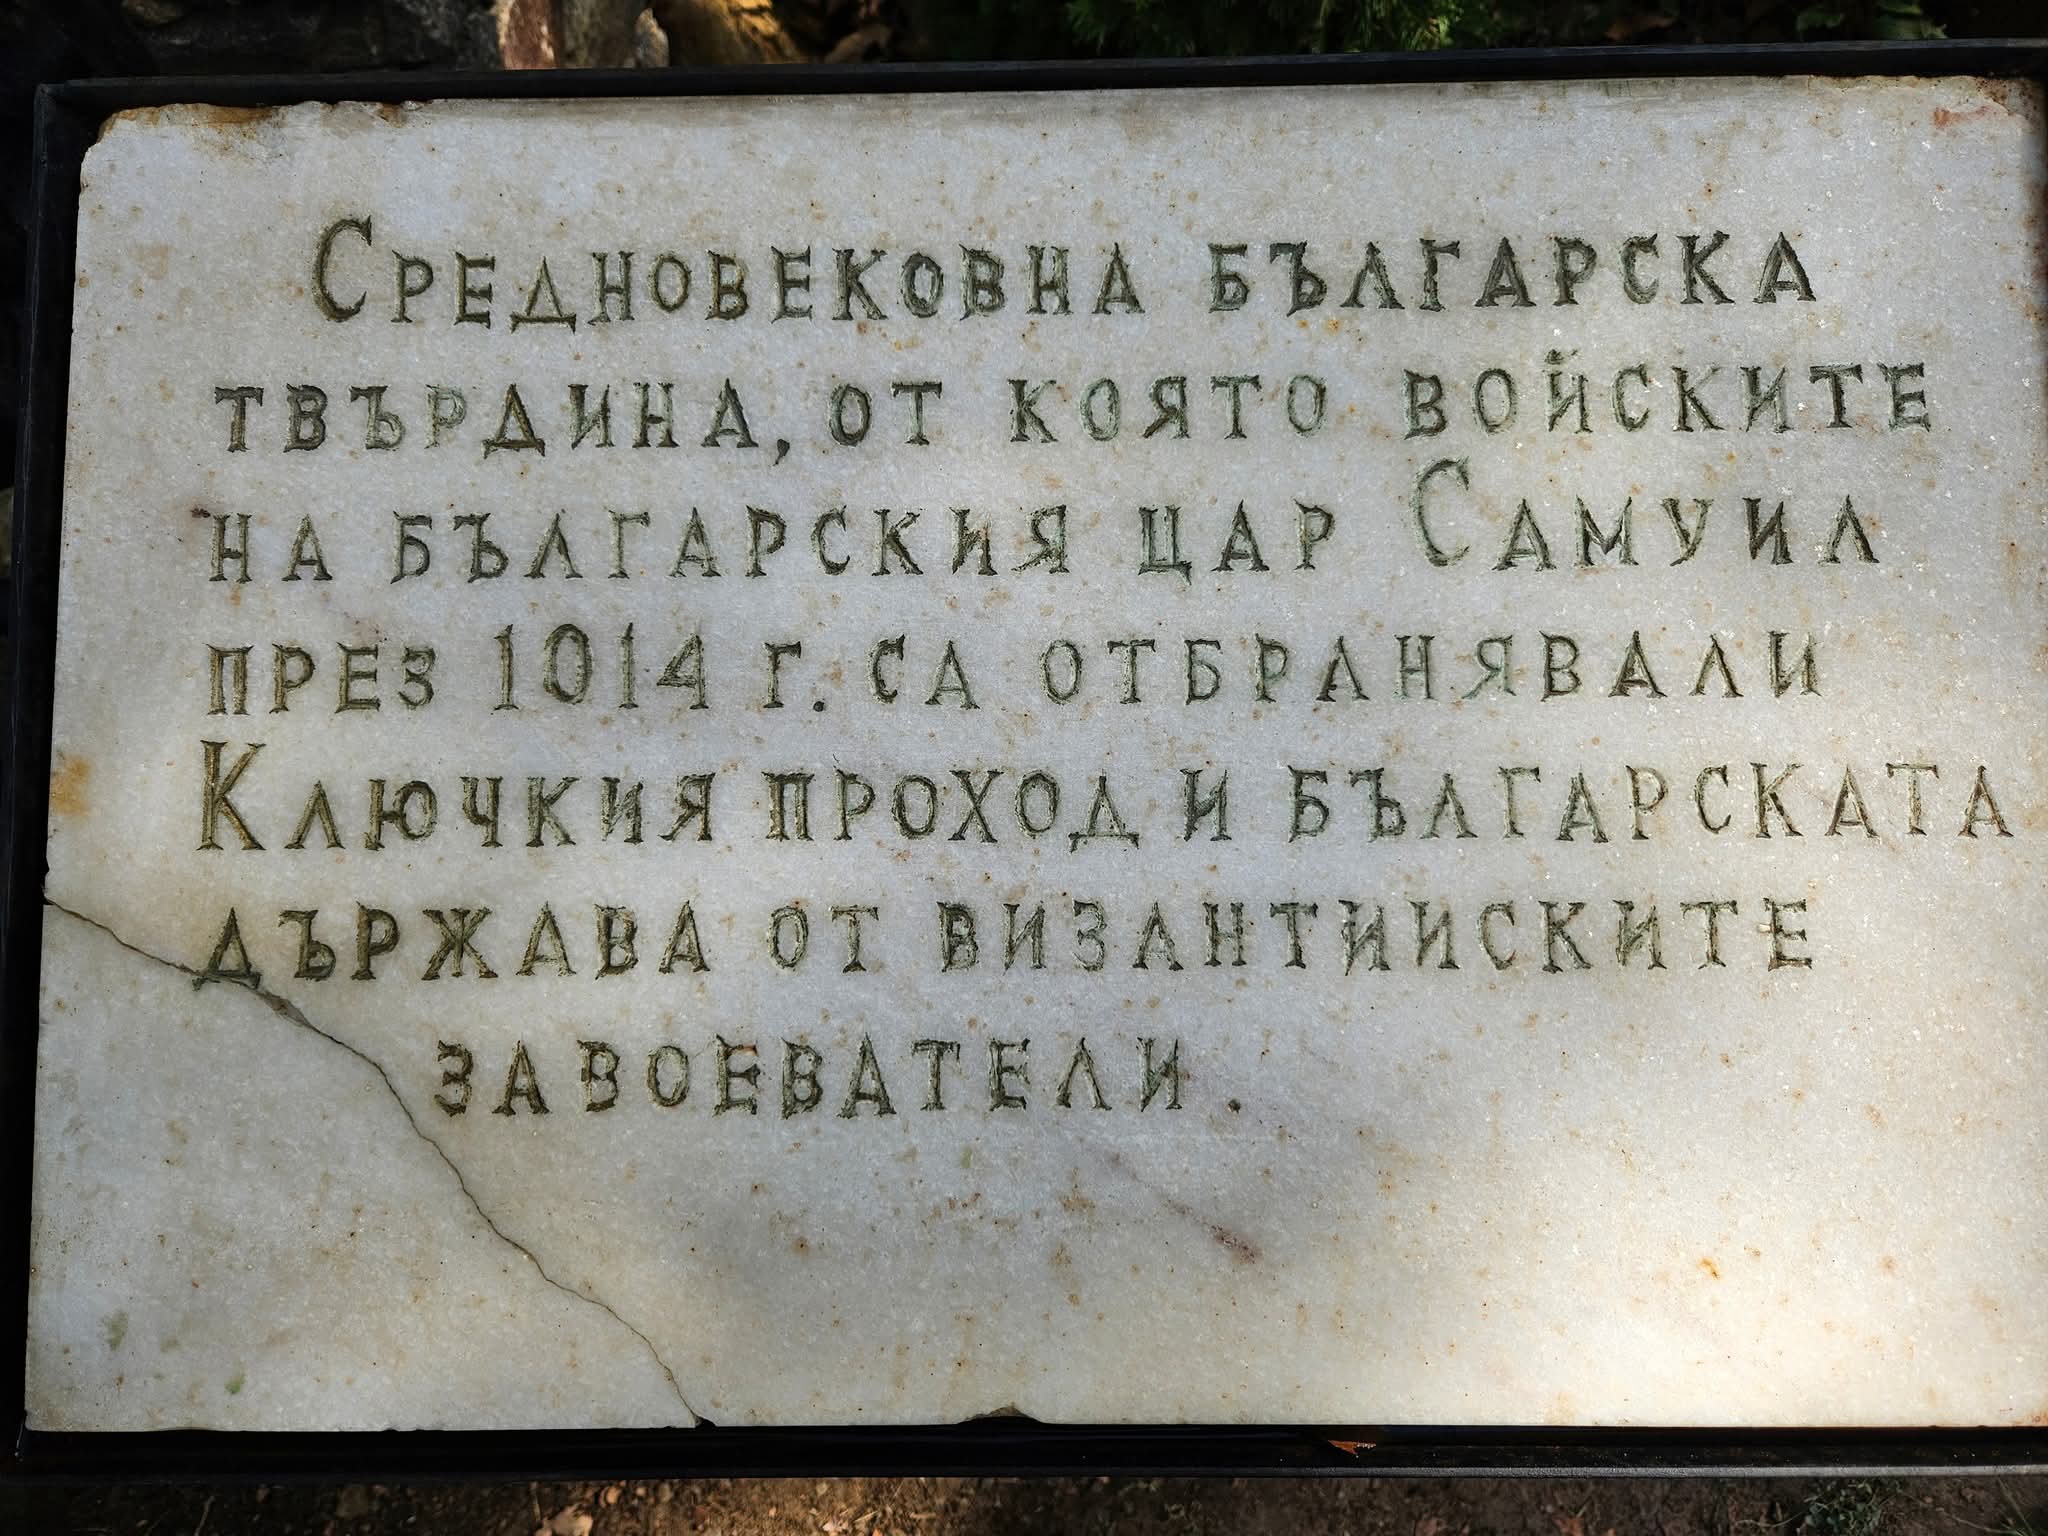 Средновековна българска
твърдина, от която войските
на българския цар Самуил
през 1014 г. са отбранявали
Ключкия проход и българската
държава от византииските
завоеватели.